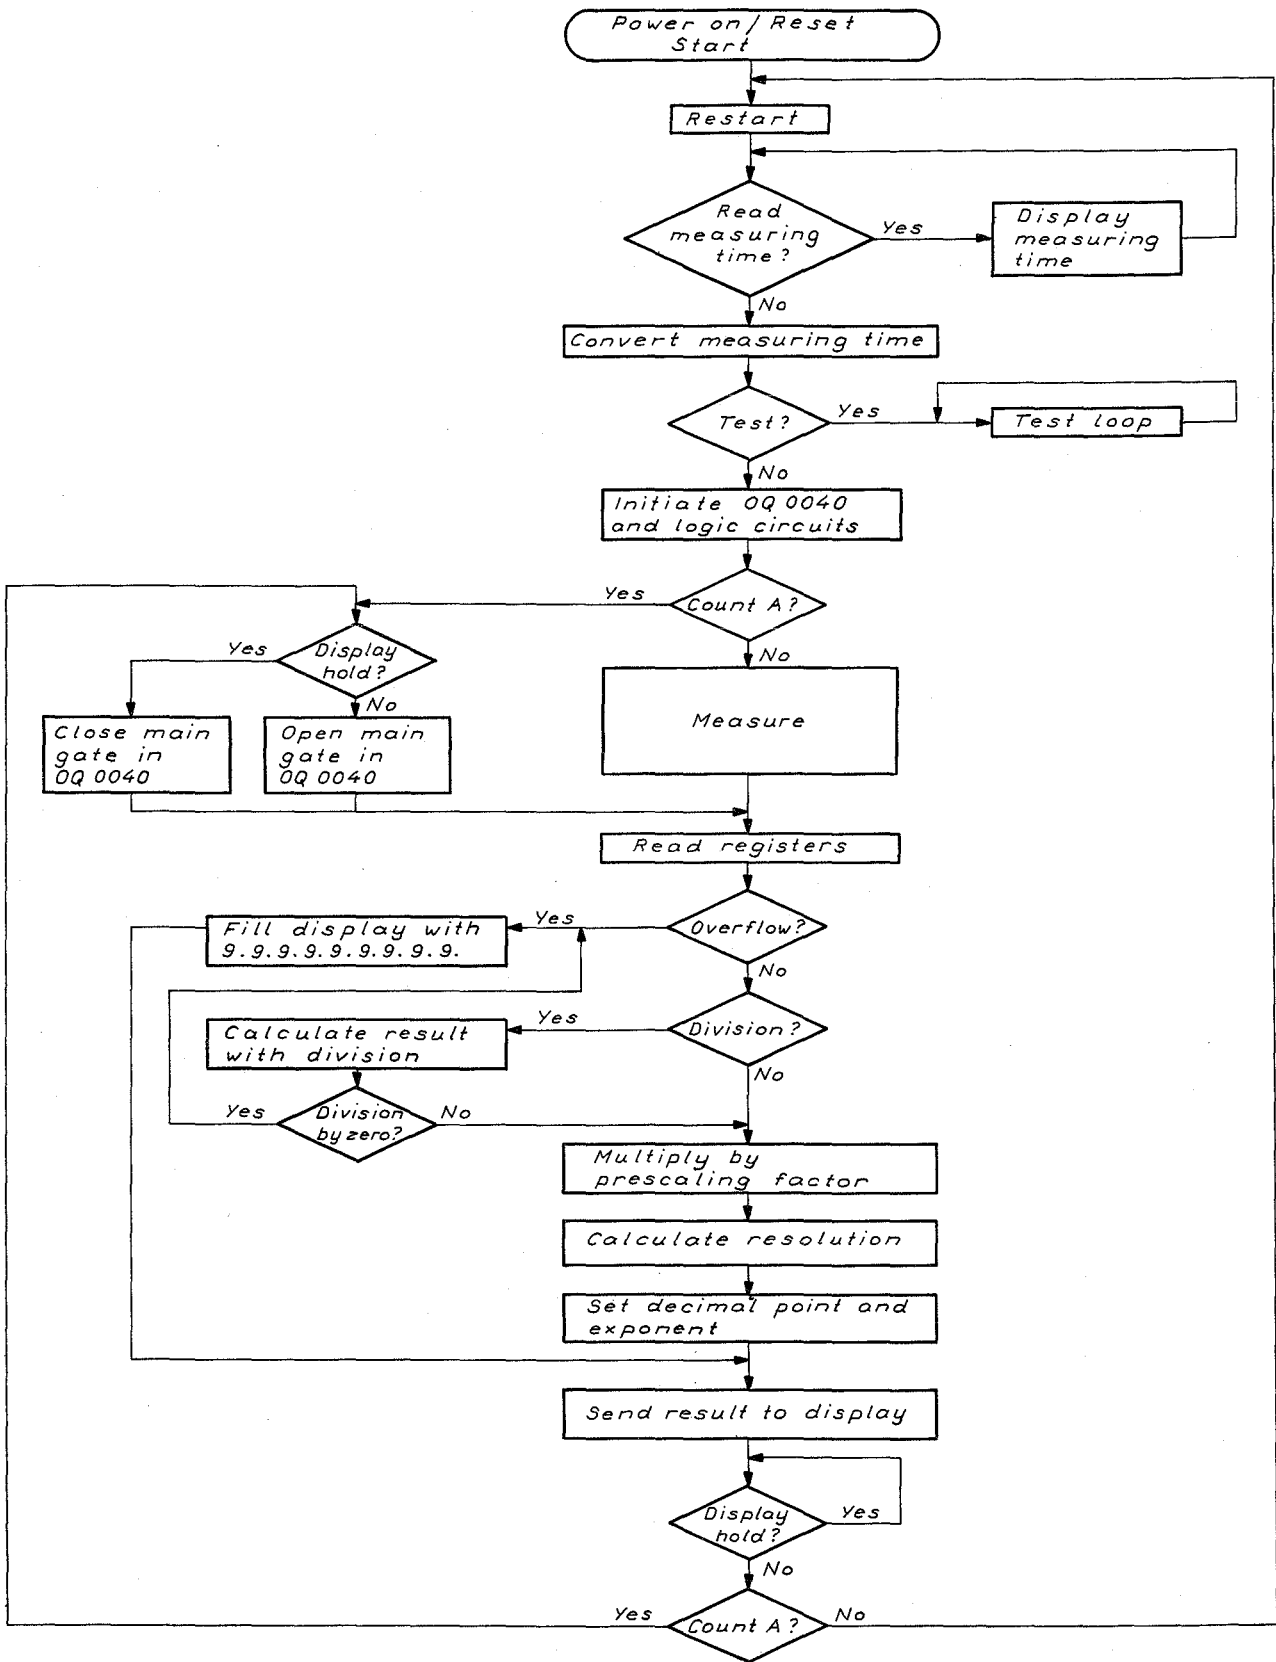 Power on / Reset
Start
Restart
Read
measuring
time?
Yes
Display
measuring
time
No
Convert measuring time
Test?
Yes
Test loop
No
Initiate OQ 0040
and logic circuits
Count A?
Yes
No
Display
hold?
Yes
No
Close main
gate in
OQ 0040
Open main
gate in
OQ 0040
Measure
Read registers
Overflow?
Yes
Fill display with
9.9.9.9.9.9.9.9.9.
No
Division?
Yes
Calculate result
with division
No
Division
by zero?
Yes
No
Multiply by
prescaling factor
Calculate resolution
Set decimal point and
exponent
Send result to display
Display
hold?
Yes
No
Count A?
Yes
No